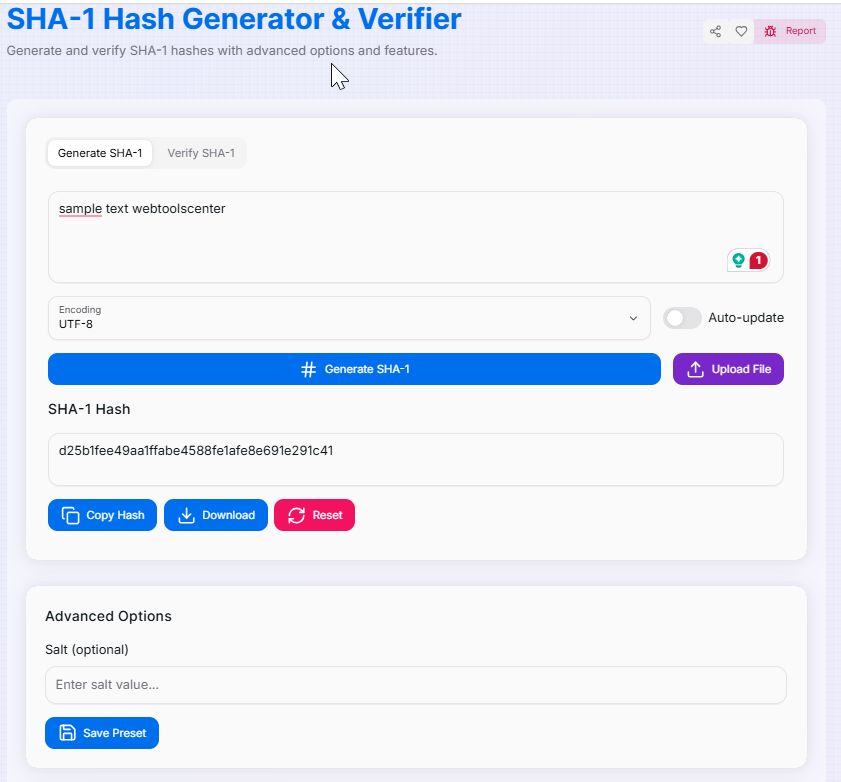 SHA-1 Hash Generator & Verifier
Generate and verify SHA-1 hashes with advanced options and features.
Report
Generate SHA-1
Verify SHA-1
sample text webtoolscenter
1
Encoding
UTF-8
Auto-update
Generate SHA-1
Upload File
SHA-1 Hash
d25b1fee49aa1ffabe4588fe1afe8e691e291c41
Copy Hash
Download
Reset
Advanced Options
Salt (optional)
Enter salt value...
Save Preset